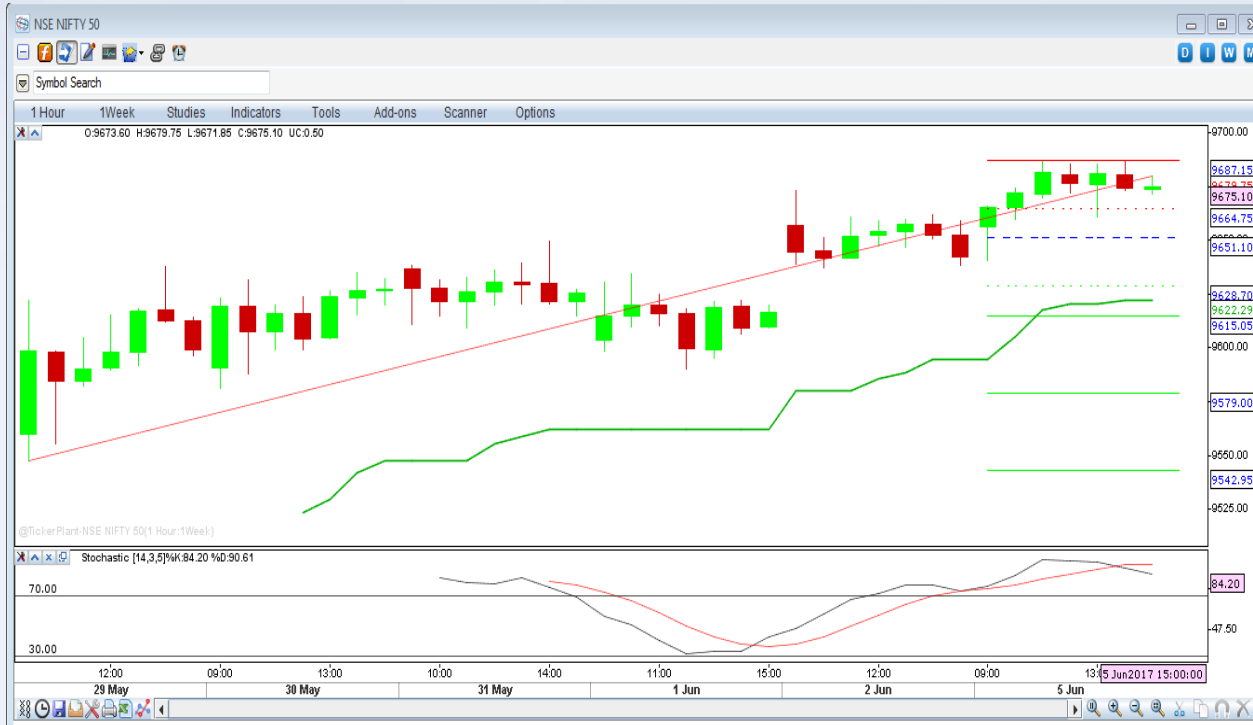 NSE NIFTY 50
D I W M
Symbol Search
1 Hour 1Week Studies Indicators Tools Add-ons Scanner Options
O:9673.60 H:9679.75 L:9671.85 C:9675.10 UC:0.50
9700.00
9687.15
9679.75
9675.10
9664.75
9651.10
9628.70
9622.29
9615.05
9600.00
9579.00
9550.00
9542.95
9525.00
@TickerPlant-NSE NIFTY 50(1 Hour:1Week)
Stochastic [14,3,5]%K:84.20 %D:90.61
70.00
84.20
47.50
30.00
12:00 09:00 13:00 10:00 14:00 11:00 15:00 12:00 09:00 5 Jun2017 15:00:00
29 May 30 May 31 May 1 Jun 2 Jun 5 Jun